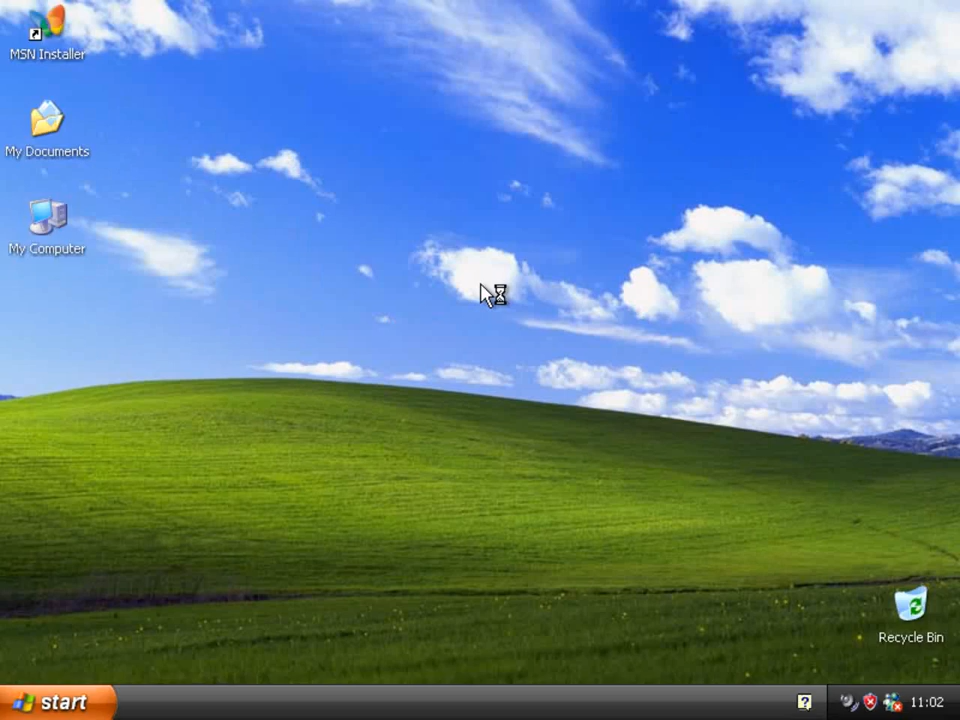 MSN Installer
My Documents
My Computer
Recycle Bin
start
?
11:02